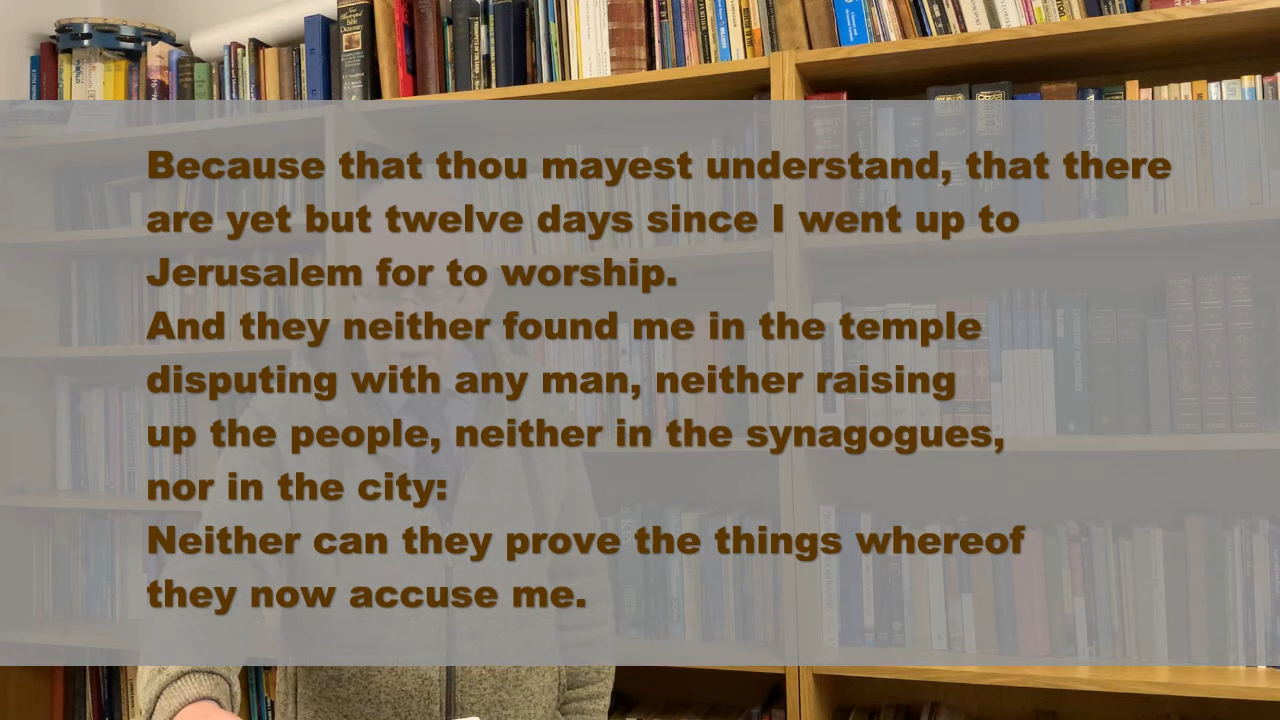 Because that thou mayest understand, that there
are yet but twelve days since I went up to
Jerusalem for to worship.
And they neither found me in the temple
disputing with any man, neither raising
up the people, neither in the synagogues,
nor in the city:
Neither can they prove the things whereof
they now accuse me.